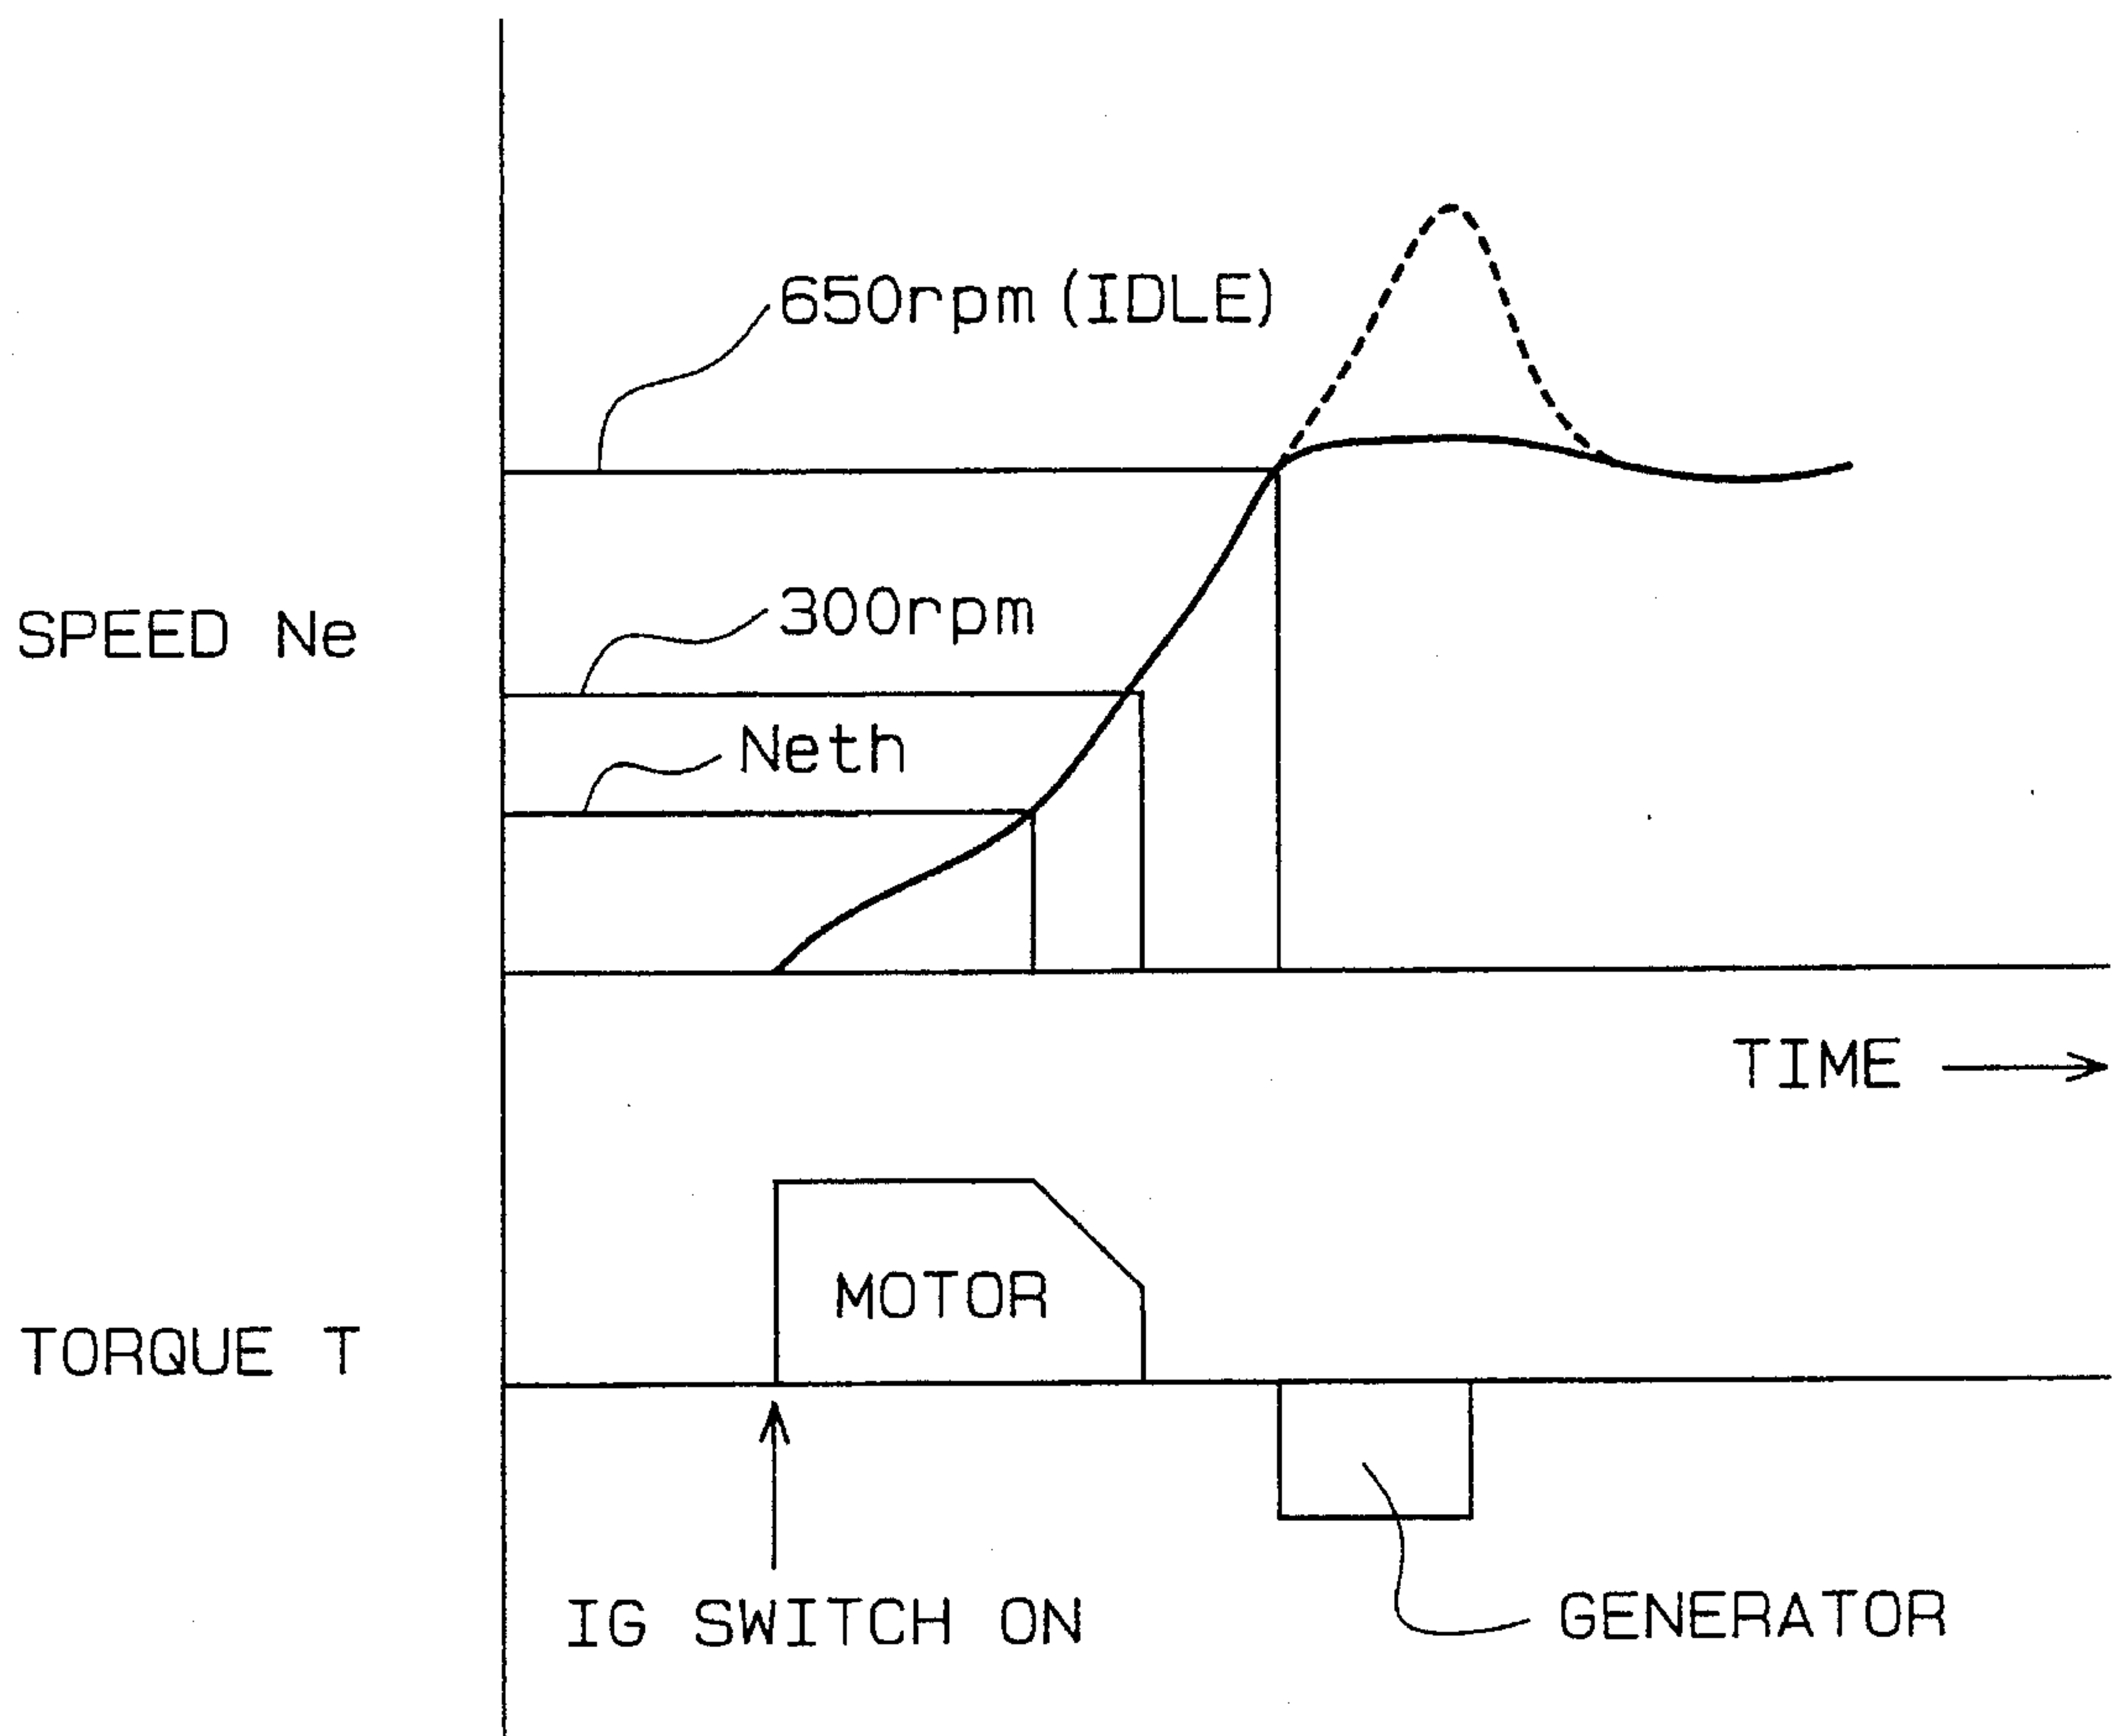 650rpm (IDLE)
SPEED Ne
300rpm
Neth
TIME
MOTOR
TORQUE T
IG SWITCH ON
GENERATOR